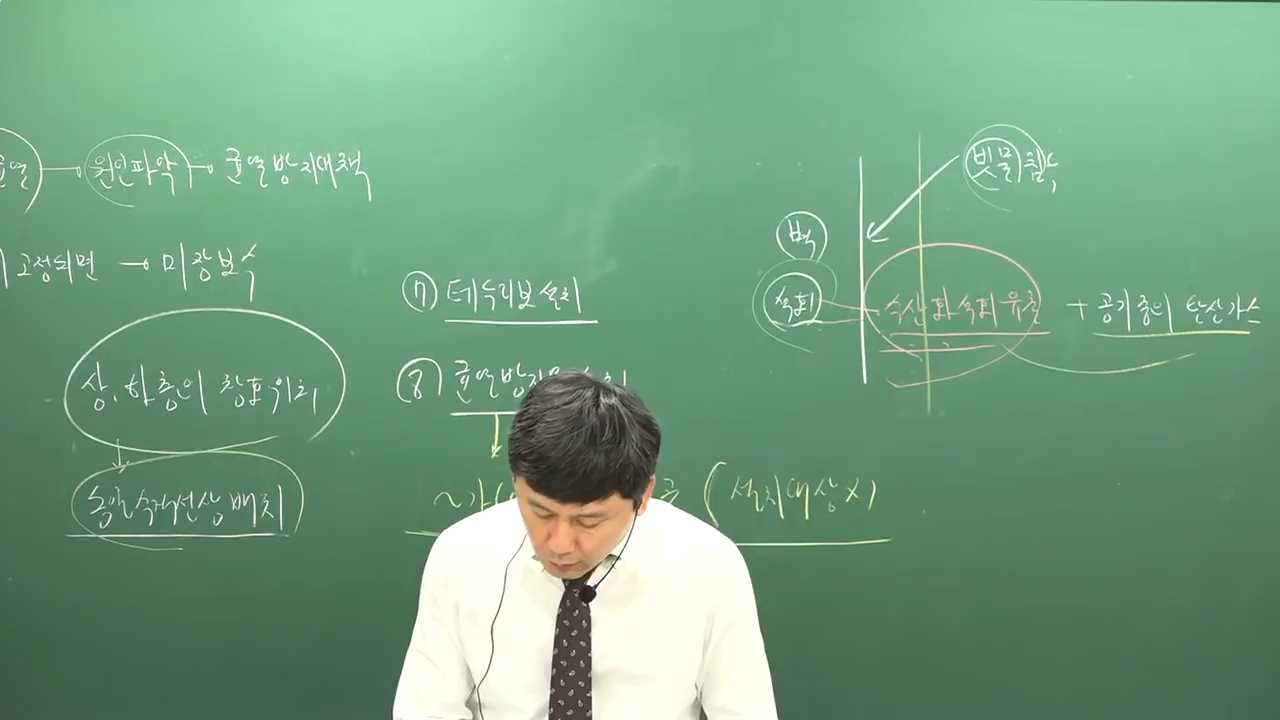 균열 → 원인파악 → 균열방지대책
고정되면 → 미장보수
상.하층의 창호위치
동일수직선상 배치
⑦ 테두리보 설치
⑧ 균열방지
(설치대상×)
빗물 침
벽
석회
수산화석회 유출 + 공기중의 탄산가스